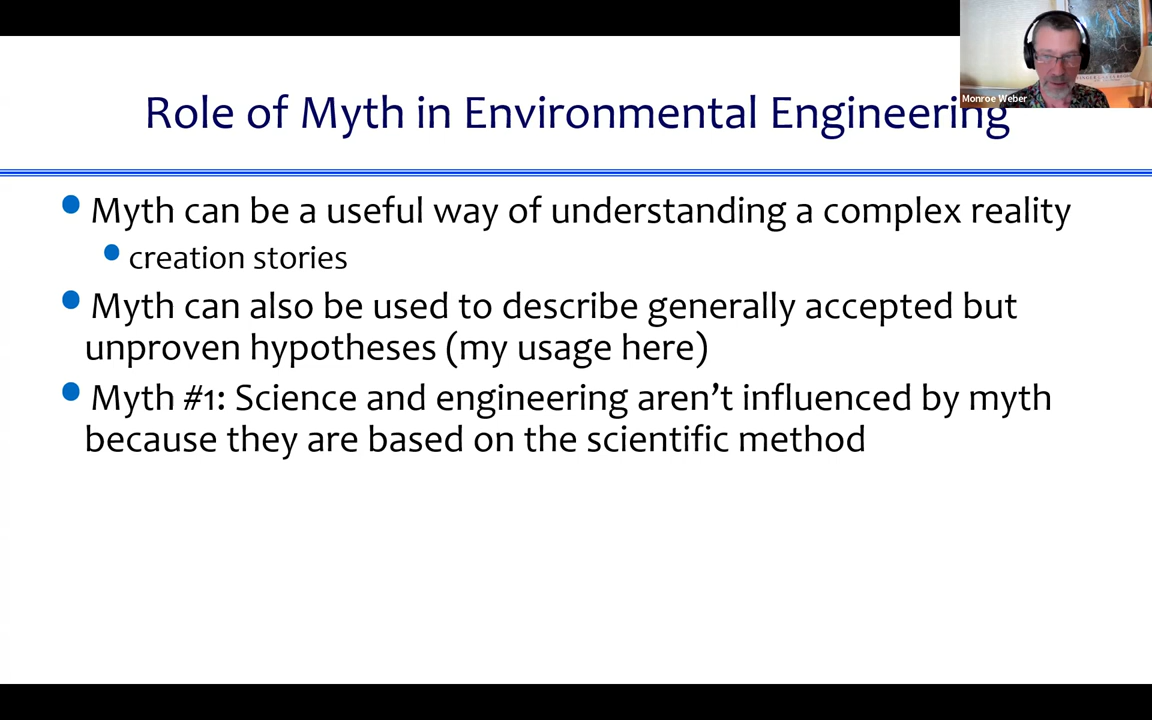 Role of Myth in Environmental Engineering
Monroe Weber
Myth can be a useful way of understanding a complex reality
creation stories
Myth can also be used to describe generally accepted but
unproven hypotheses (my usage here)
Myth #1: Science and engineering aren’t influenced by myth
because they are based on the scientific method